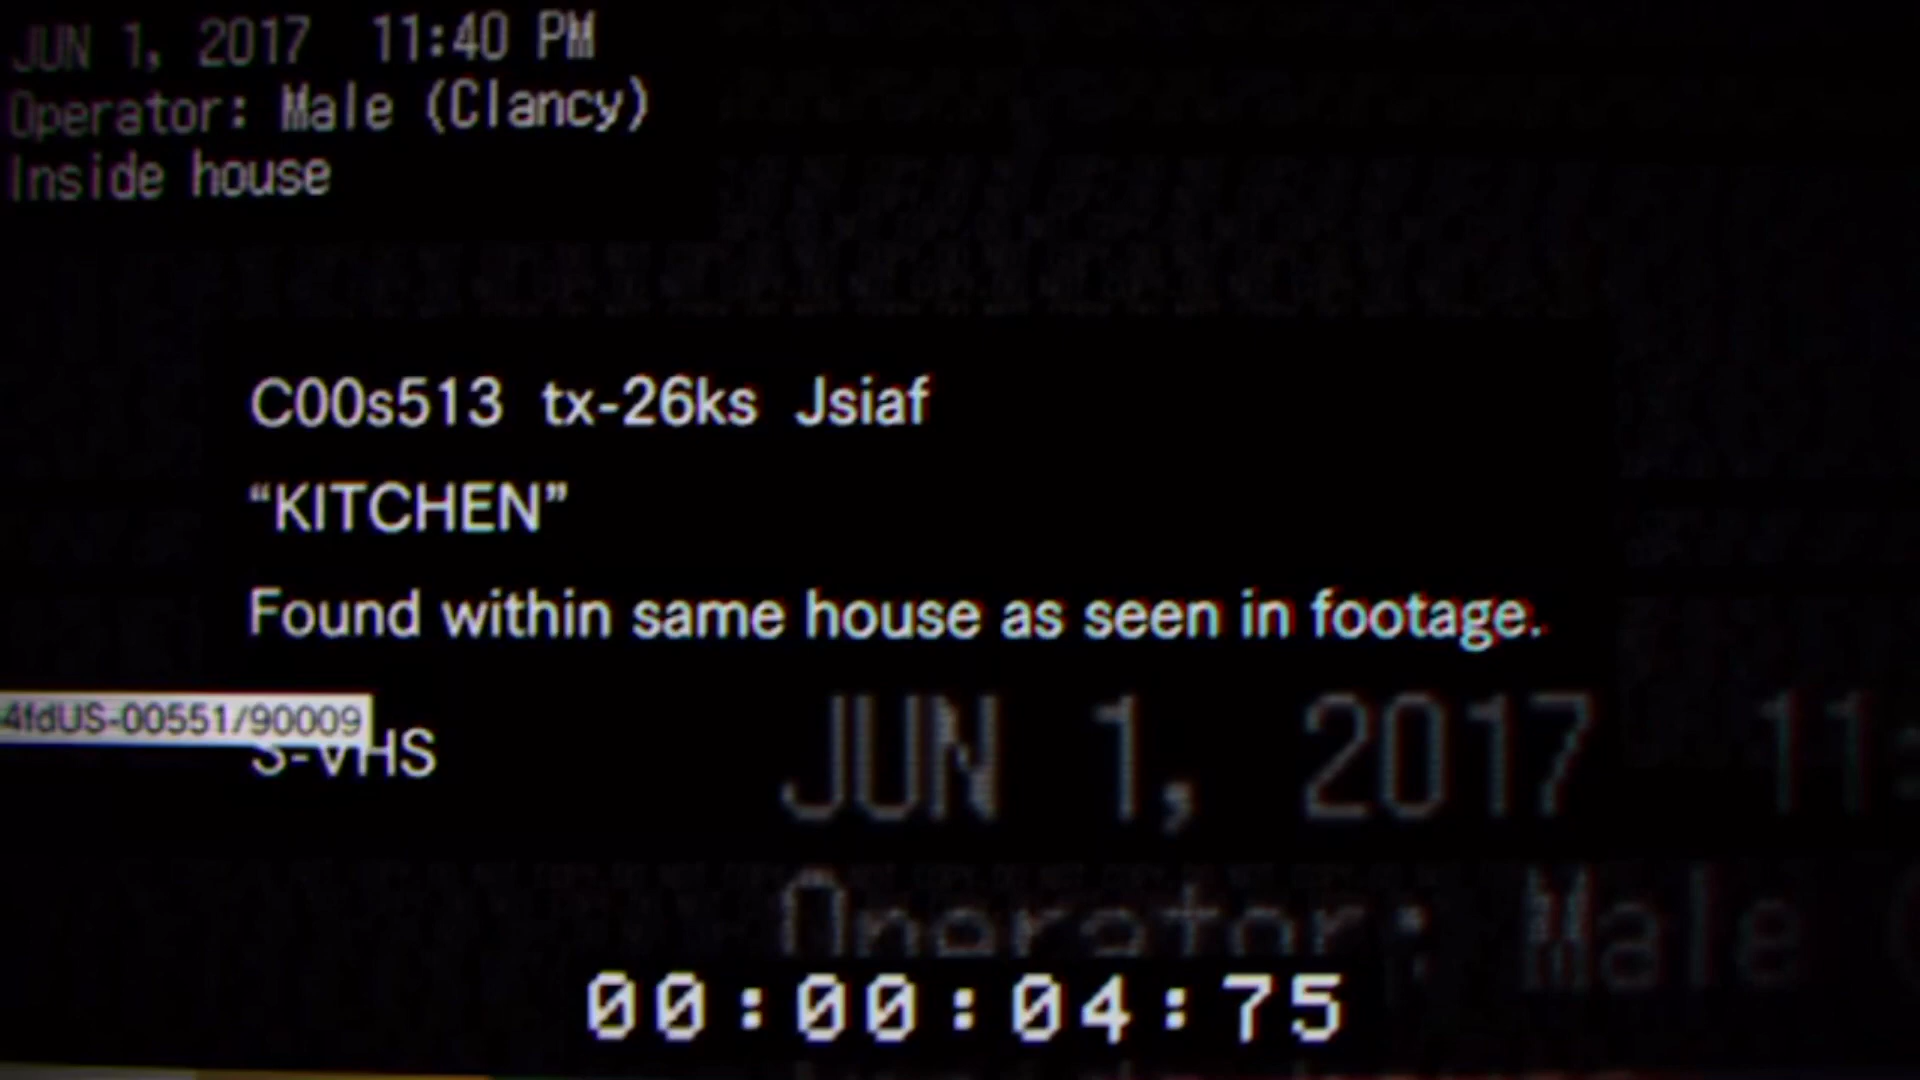 JUN 1, 2017 11:40 PM
Operator: Male (Clancy)
Inside house
C00s513 tx-26ks Jsiaf
“KITCHEN”
Found within same house as seen in footage.
4fdUS-00551/90009
S-VHS
JUN 1, 2017 11:
Operator: Male
00:00:04:75